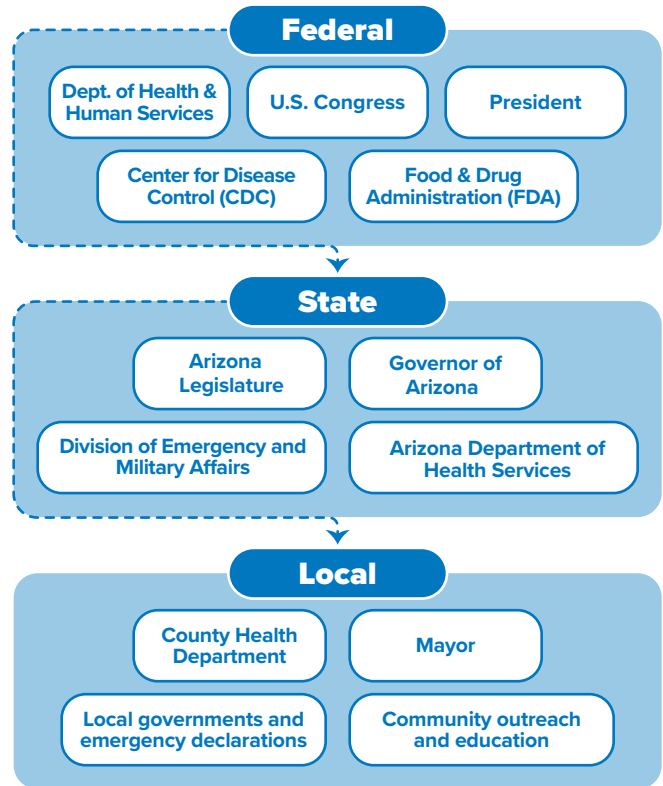 Federal
Dept. of Health &
Human Services
U.S. Congress
President
Center for Disease
Control (CDC)
Food & Drug
Administration (FDA)
State
Arizona
Legislature
Governor of
Arizona
Division of Emergency and
Military Affairs
Arizona Department of
Health Services
Local
County Health
Department
Mayor
Local governments and
emergency declarations
Community outreach
and education